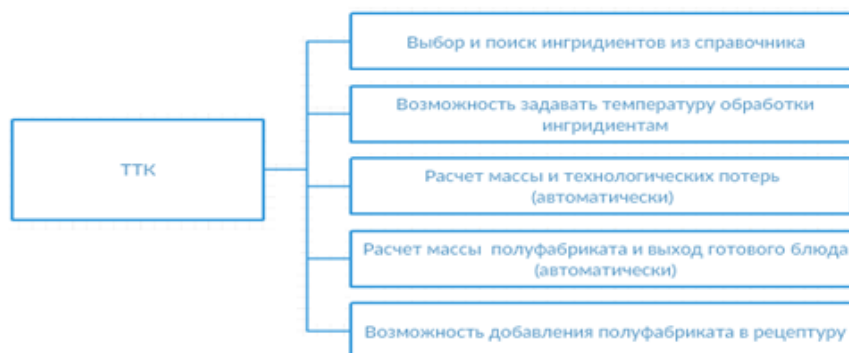 Выбор и поиск ингридиентов из справочника
Возможность задавать температуру обработки
ингридиентам
ТТК
Расчет массы и технологических потерь
(автоматически)
Расчет массы полуфабриката и выход готового блюда
(автоматически)
Возможность добавления полуфабриката в рецептуру